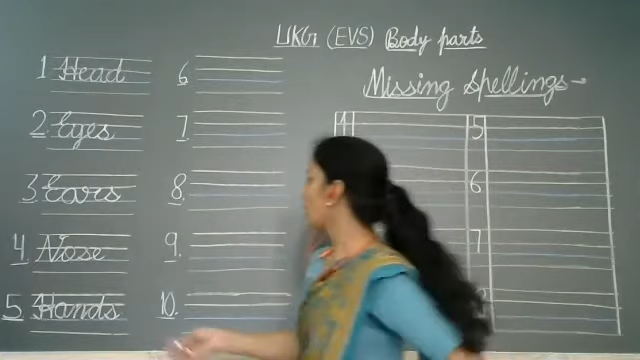 UKG (EVS) Body parts
Missing Spellings -
1 Head
2. Eyes
3 Ears
4 Nose
5 Hands
6
7
8.
9.
10.
1
5
6
7